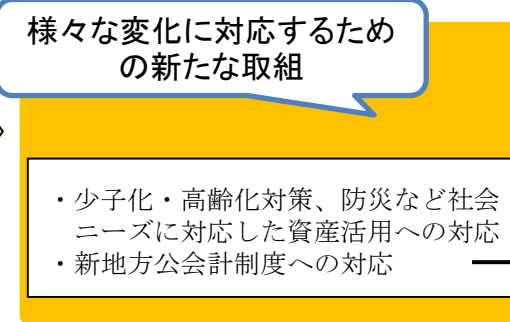 様々な変化に対応するため
の新たな取組
・少子化・高齢化対策、防災など社会
ニーズに対応した資産活用への対応
・新地方公会計制度への対応